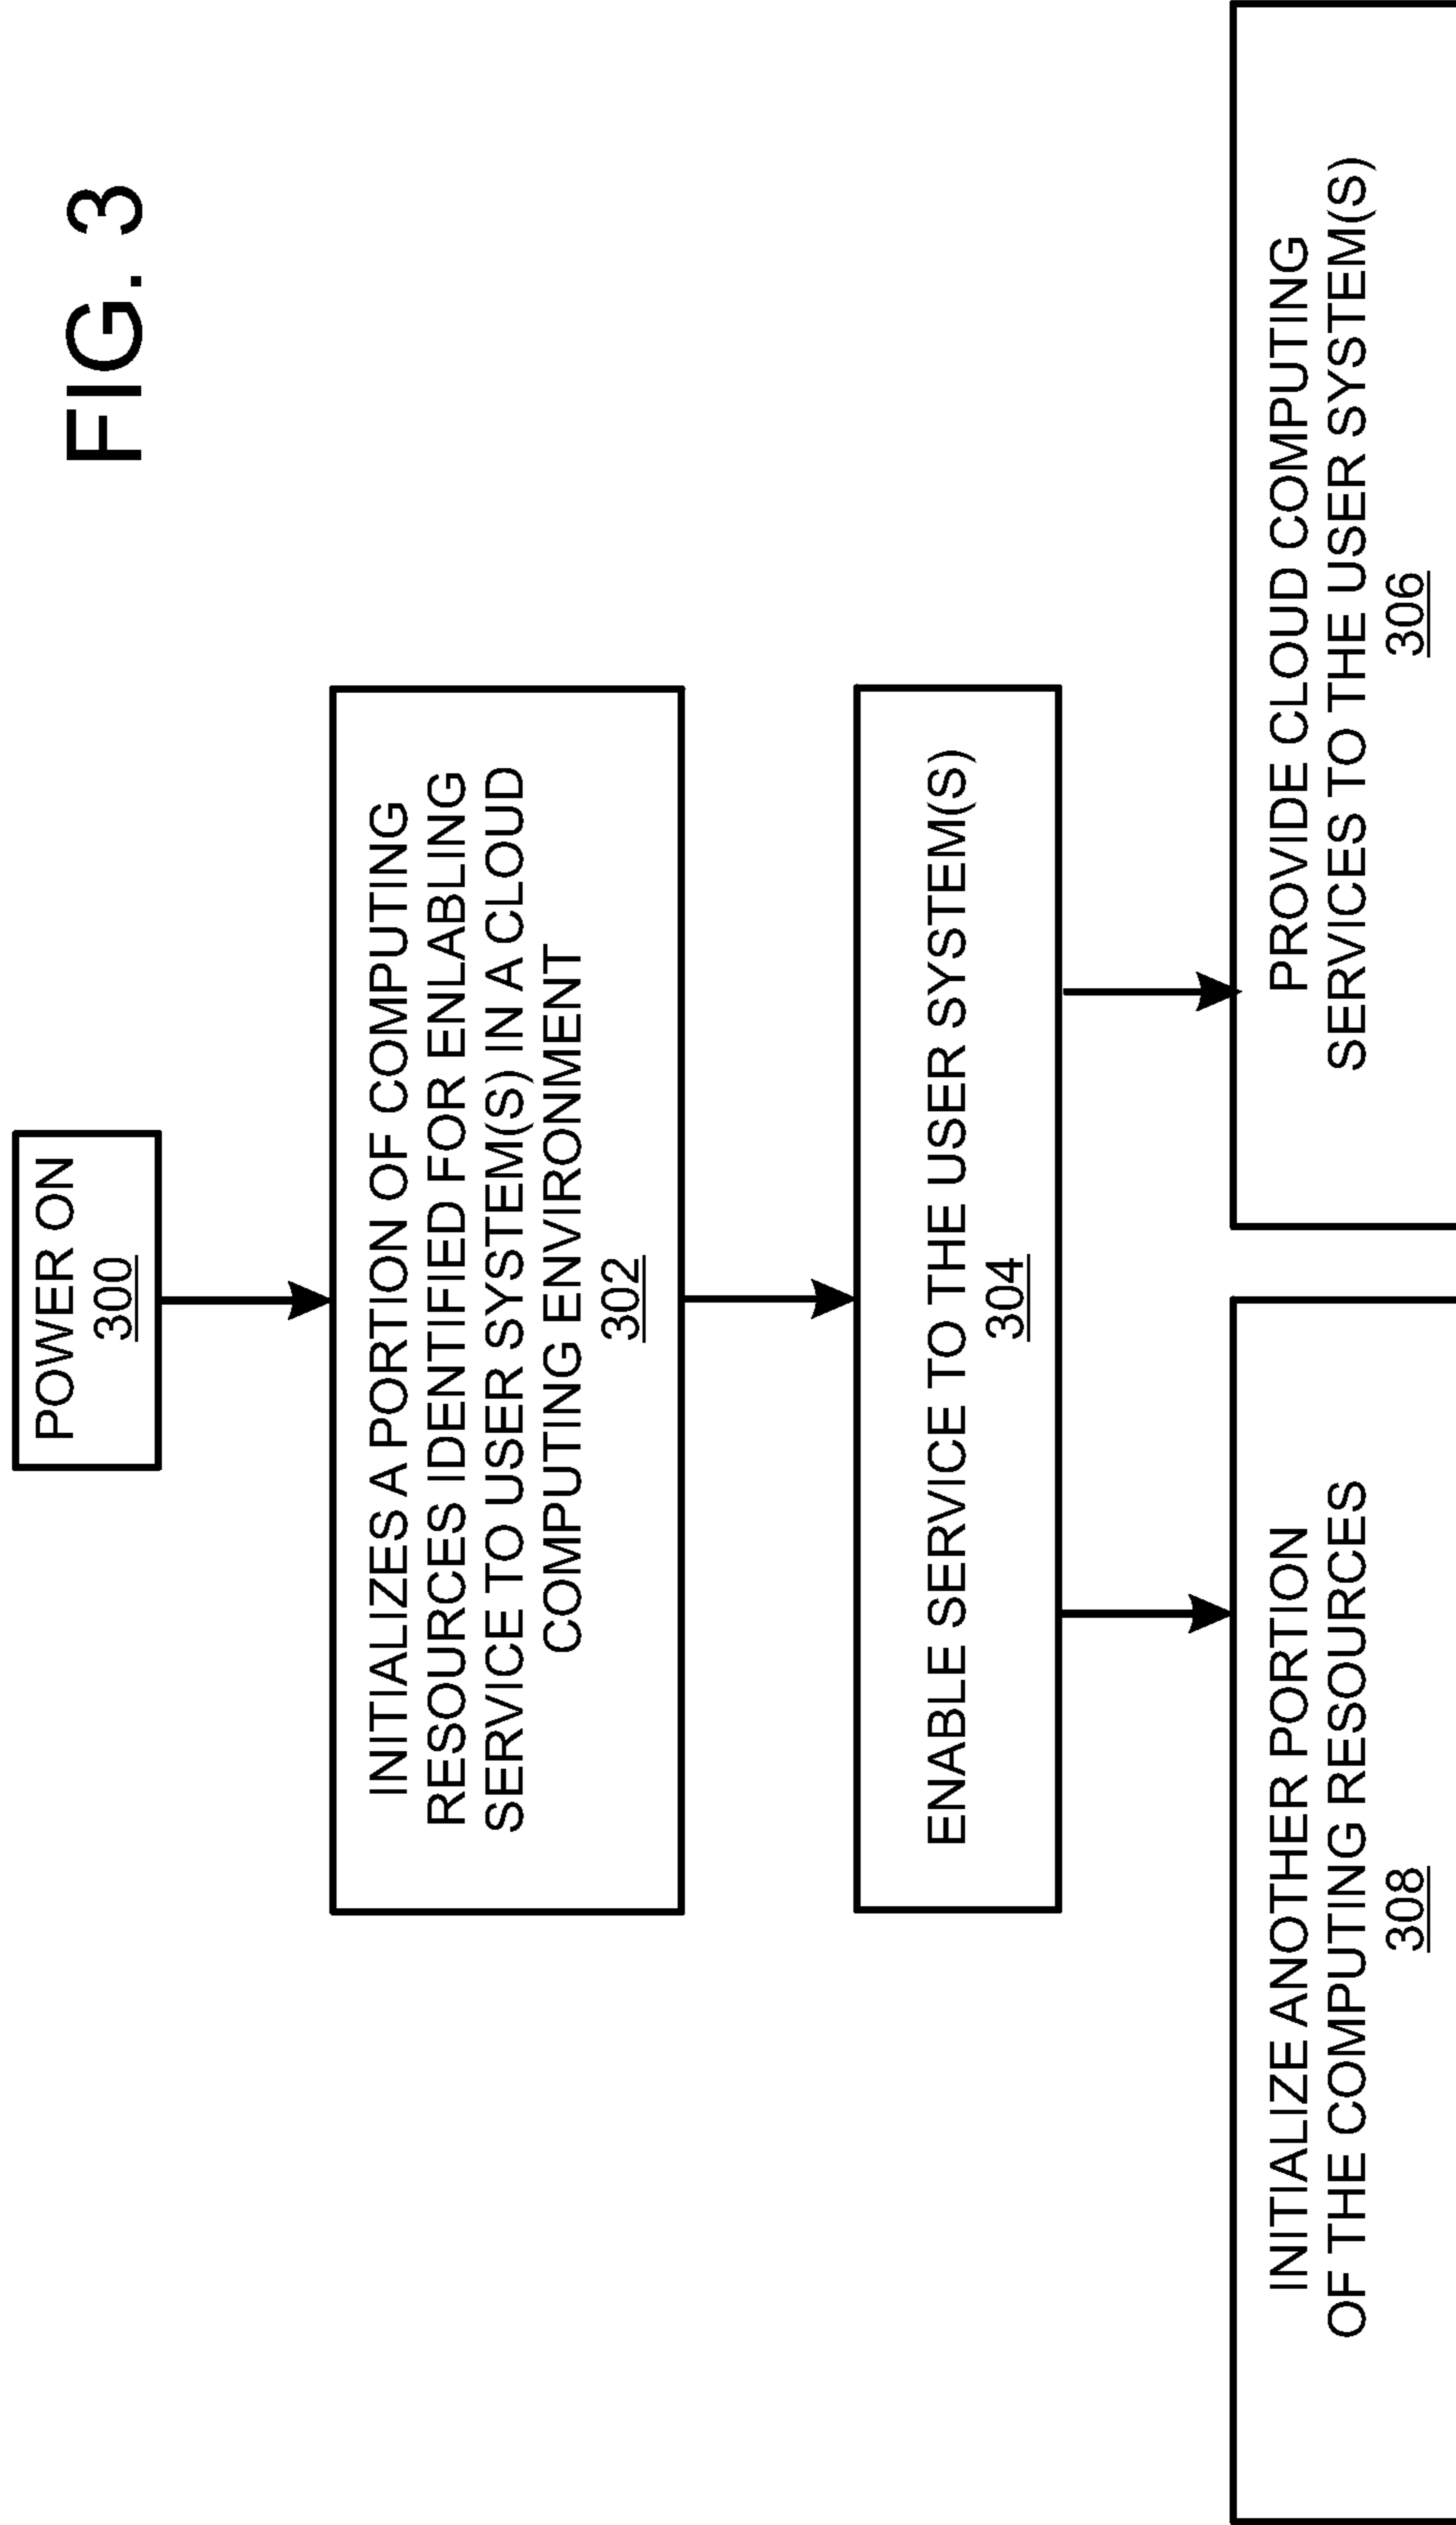 FIG. 3
POWER ON
300
INITIALIZES A PORTION OF COMPUTING
RESOURCES IDENTIFIED FOR ENLABLING
SERVICE TO USER SYSTEM(S) IN A CLOUD
COMPUTING ENVIRONMENT
302
ENABLE SERVICE TO THE USER SYSTEM(S)
304
INITIALIZE ANOTHER PORTION
OF THE COMPUTING RESOURCES
308
PROVIDE CLOUD COMPUTING
SERVICES TO THE USER SYSTEM(S)
306